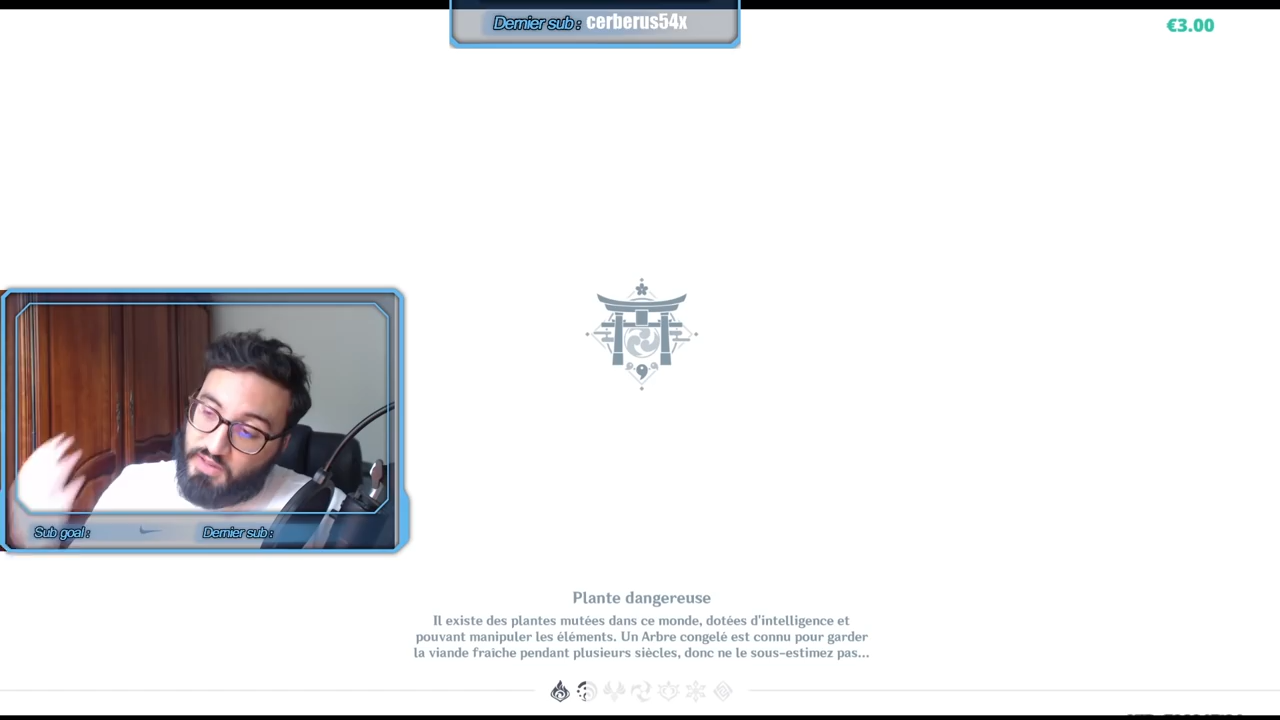 Dernier sub : cerberus54x
€3.00
Sub goal :
Dernier sub :
Plante dangereuse
Il existe des plantes mutées dans ce monde, dotées d'intelligence et
pouvant manipuler les éléments. Un Arbre congelé est connu pour garder
la viande fraîche pendant plusieurs siècles, donc ne le sous-estimez pas...